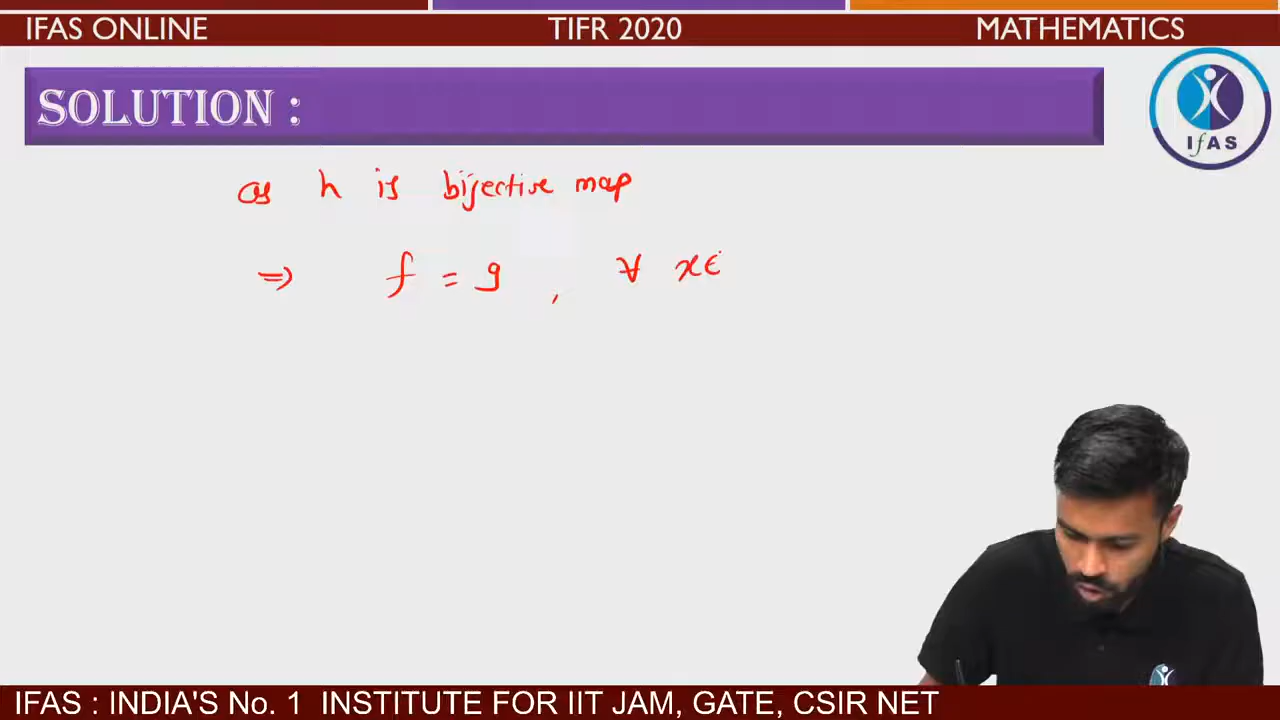 IFAS ONLINE TIFR 2020 MATHEMATICS
SOLUTION :
IfAS
as h is bijective map
⇒ f = g , ∀ x∈
IFAS : INDIA'S No. 1 INSTITUTE FOR IIT JAM, GATE, CSIR NET